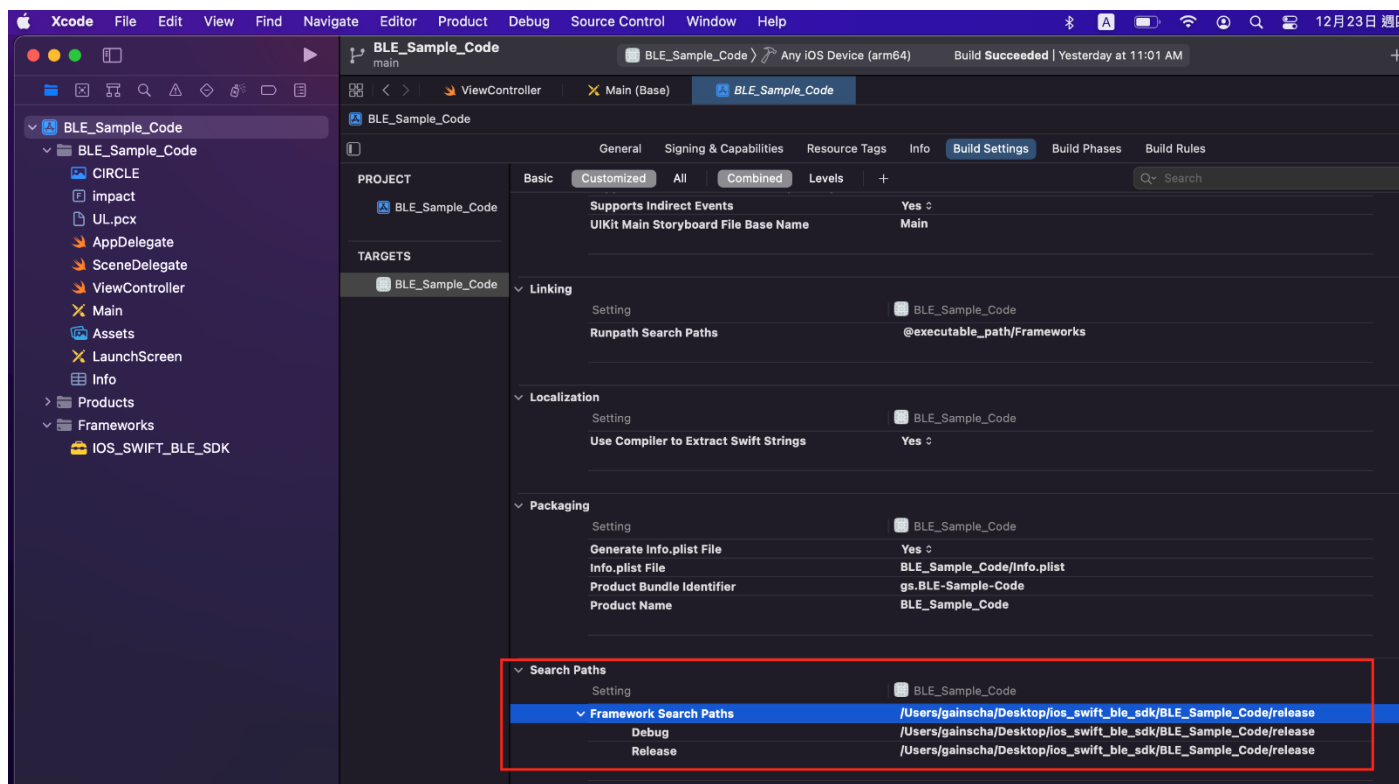 Xcode File Edit View Find Navigate Editor Product Debug Source Control Window Help A 12月23日 週
BLE_Sample_Code
main
BLE_Sample_Code 〉 Any iOS Device (arm64) Build Succeeded | Yesterday at 11:01 AM
ViewController Main (Base) BLE_Sample_Code
BLE_Sample_Code
BLE_Sample_Code
BLE_Sample_Code
CIRCLE
impact
UL.pcx
AppDelegate
SceneDelegate
ViewController
Main
Assets
LaunchScreen
Info
Products
Frameworks
IOS_SWIFT_BLE_SDK
General Signing & Capabilities Resource Tags Info Build Settings Build Phases Build Rules
PROJECT
BLE_Sample_Code
TARGETS
BLE_Sample_Code
Basic Customized All Combined Levels + Search
Supports Indirect Events Yes
UIKit Main Storyboard File Base Name Main
Linking
Setting BLE_Sample_Code
Runpath Search Paths @executable_path/Frameworks
Localization
Setting BLE_Sample_Code
Use Compiler to Extract Swift Strings Yes
Packaging
Setting BLE_Sample_Code
Generate Info.plist File Yes
Info.plist File BLE_Sample_Code/Info.plist
Product Bundle Identifier gs.BLE-Sample-Code
Product Name BLE_Sample_Code
Search Paths
Setting BLE_Sample_Code
Framework Search Paths /Users/gainscha/Desktop/ios_swift_ble_sdk/BLE_Sample_Code/release
Debug /Users/gainscha/Desktop/ios_swift_ble_sdk/BLE_Sample_Code/release
Release /Users/gainscha/Desktop/ios_swift_ble_sdk/BLE_Sample_Code/release